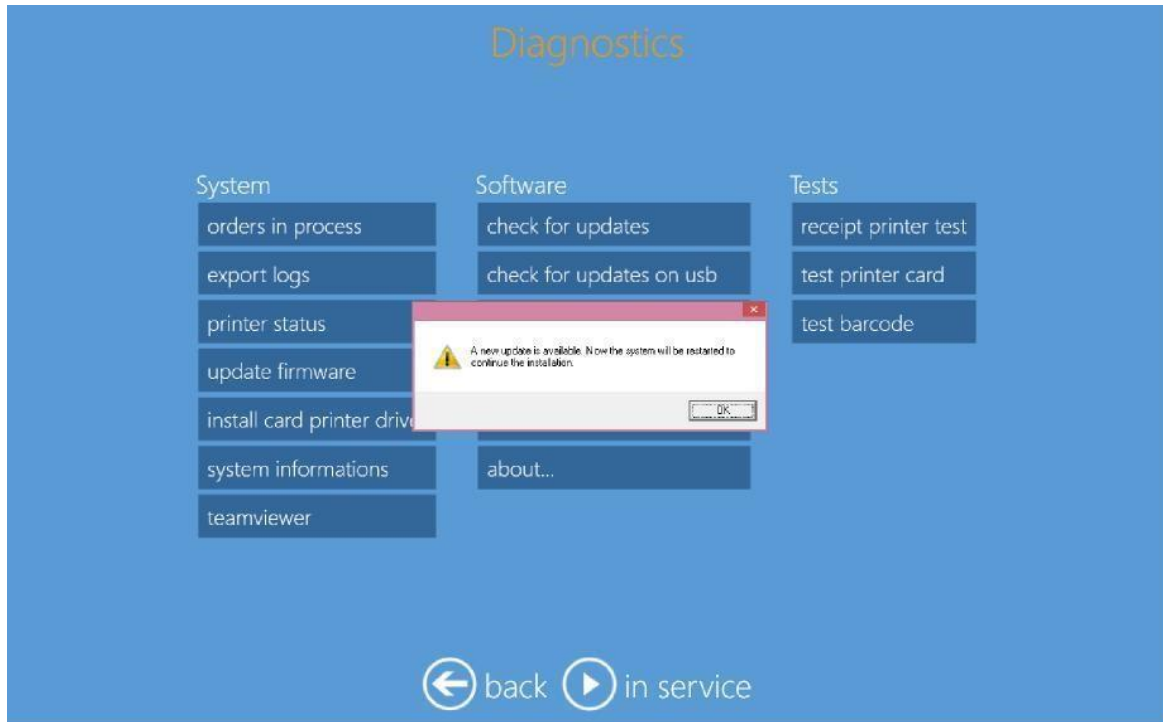 Diagnostics
System
orders in process
export logs
printer status
update firmware
install card printer drive
system informations
teamviewer
Software
check for updates
check for updates on usb
about...
Tests
receipt printer test
test printer card
test barcode
A new update is available. Now the system will be restarted to
continue the installation.
OK
back
in service